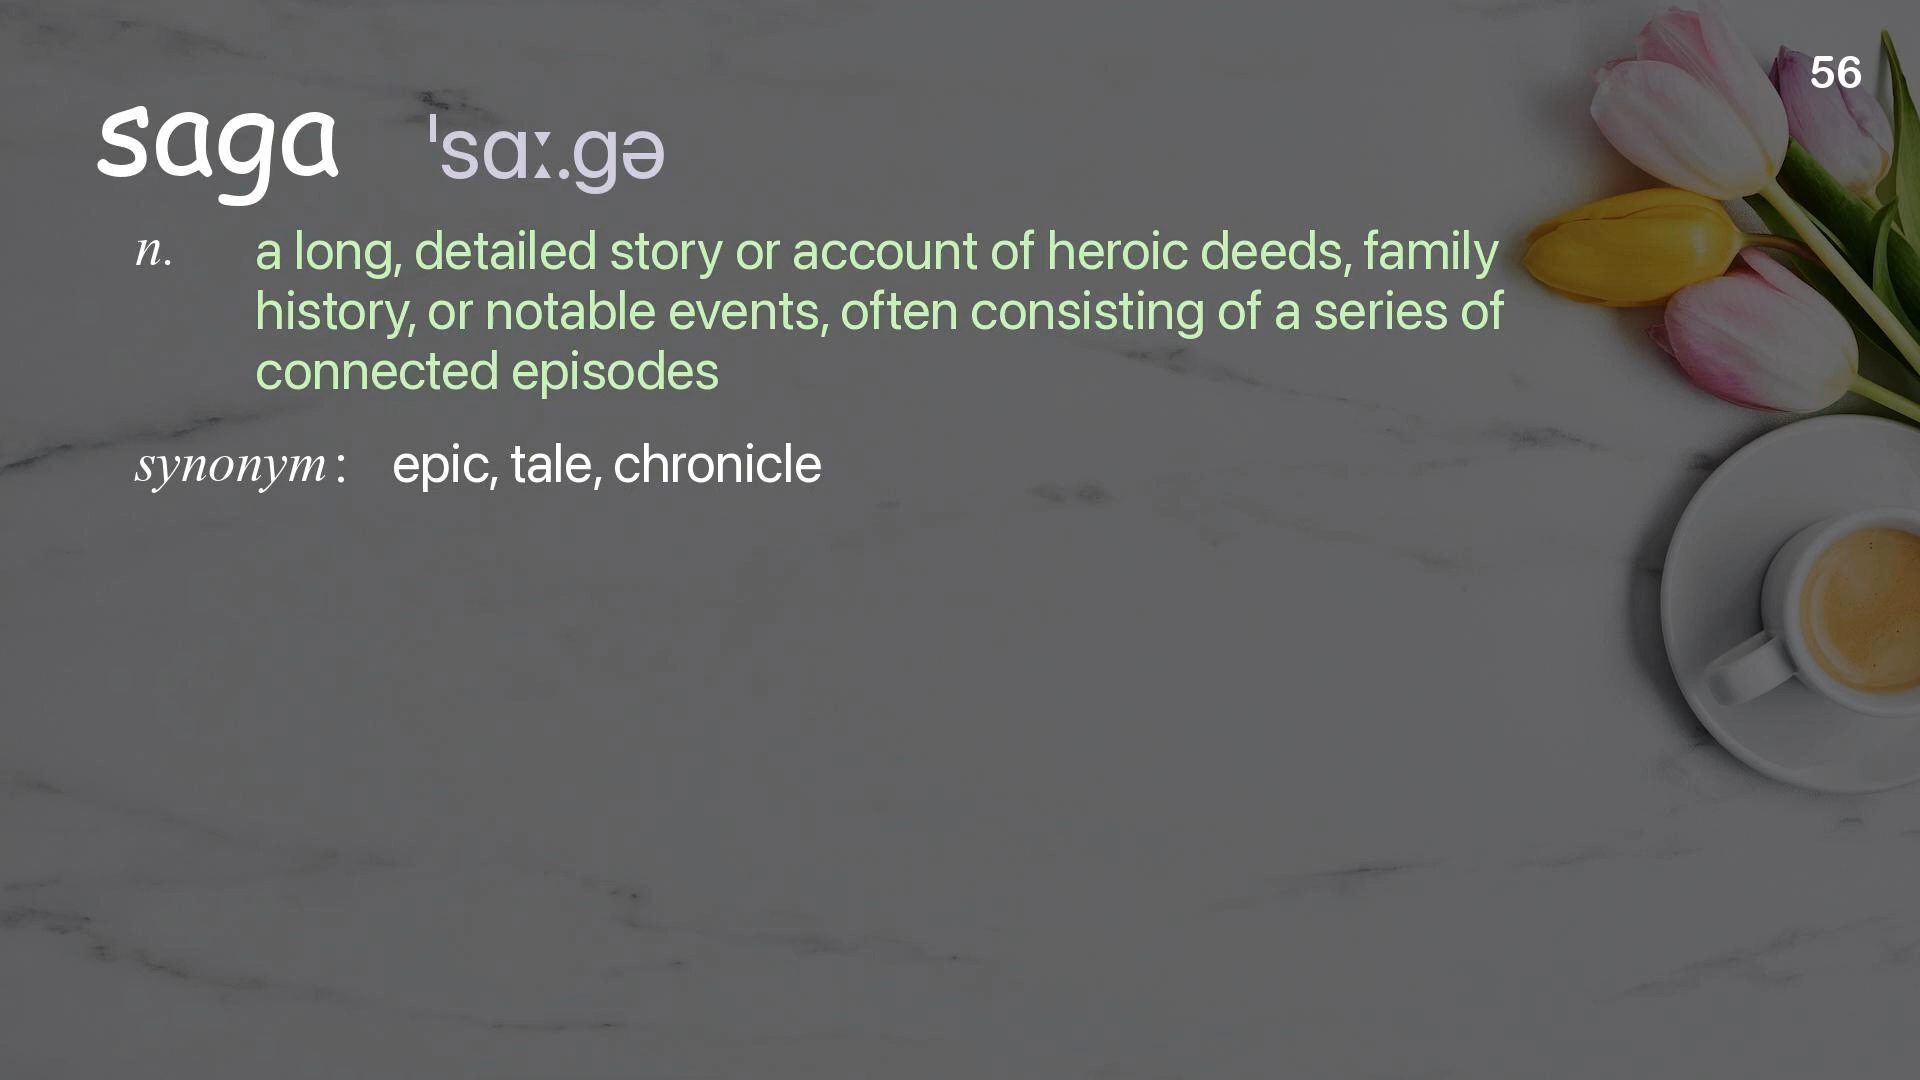 56
saga ˈsɑː.gə
n. a long, detailed story or account of heroic deeds, family
history, or notable events, often consisting of a series of
connected episodes
synonym: epic, tale, chronicle